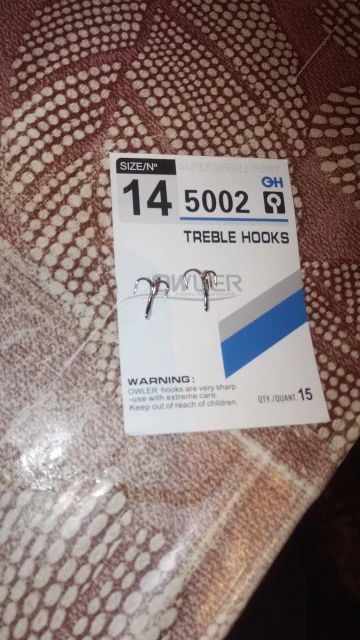 SIZE/Nº
SUPER NEEDLE POINT
14
5002
OH
TREBLE HOOKS
OWLER
WARNING:
OWLER hooks are very sharp
-use with extreme care.
Keep out of reach of children.
QTY./QUANT. 15